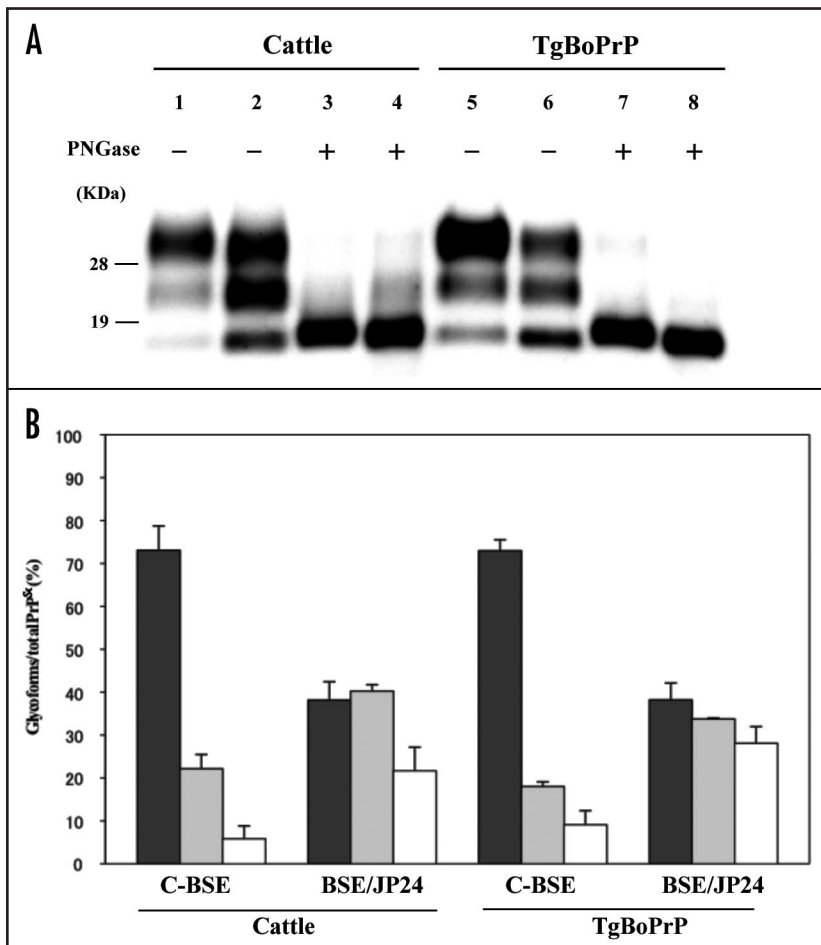 A
Cattle TgBoPrP
1 2 3 4 5 6 7 8
PNGase − − + + − − + +
(KDa)
28
19
B
Glycoforms/totalPrPSc(%)
100
90
80
70
60
50
40
30
20
10
0
C-BSE BSE/JP24 C-BSE BSE/JP24
Cattle TgBoPrP